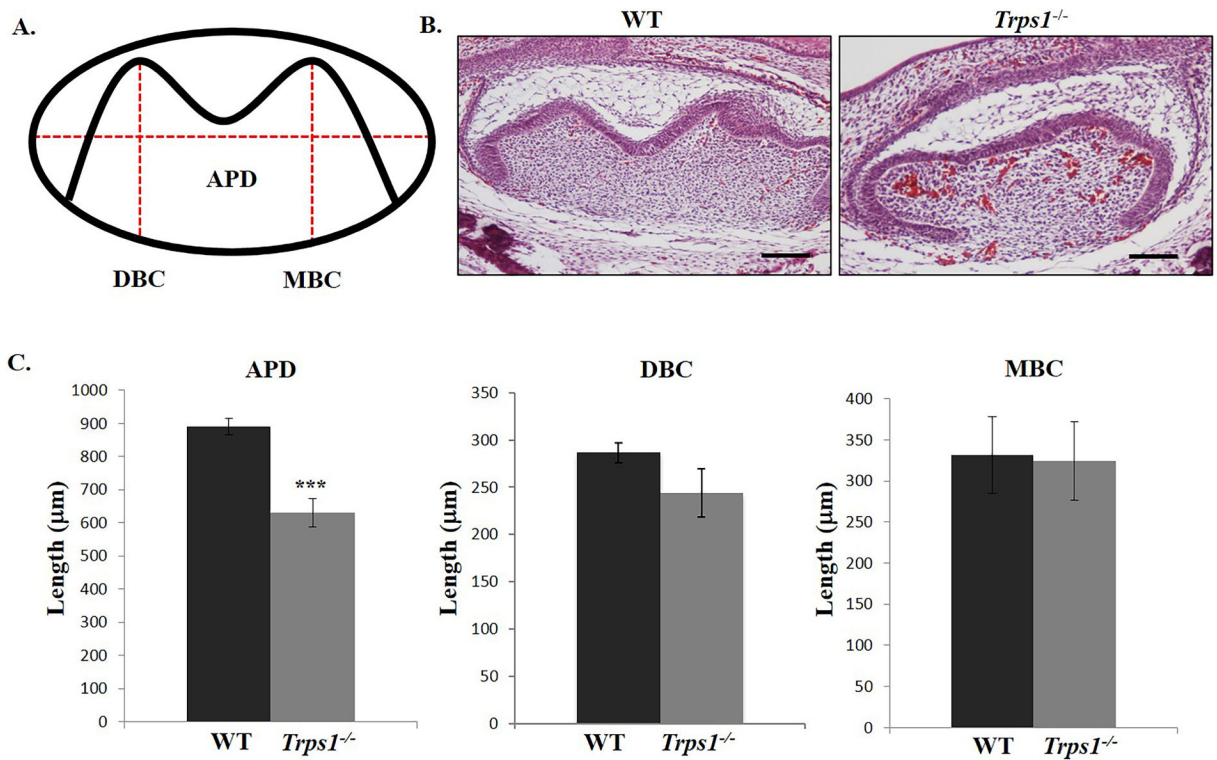 A.
APD
DBC MBC
B.
WT Trps1-/-
C.
APD
Length (µm)
1000
900
800
700
600
500
400
300
200
100
0
***
WT Trps1-/-
DBC
Length (µm)
350
300
250
200
150
100
50
0
WT Trps1-/-
MBC
Length (µm)
400
350
300
250
200
150
100
50
0
WT Trps1-/-